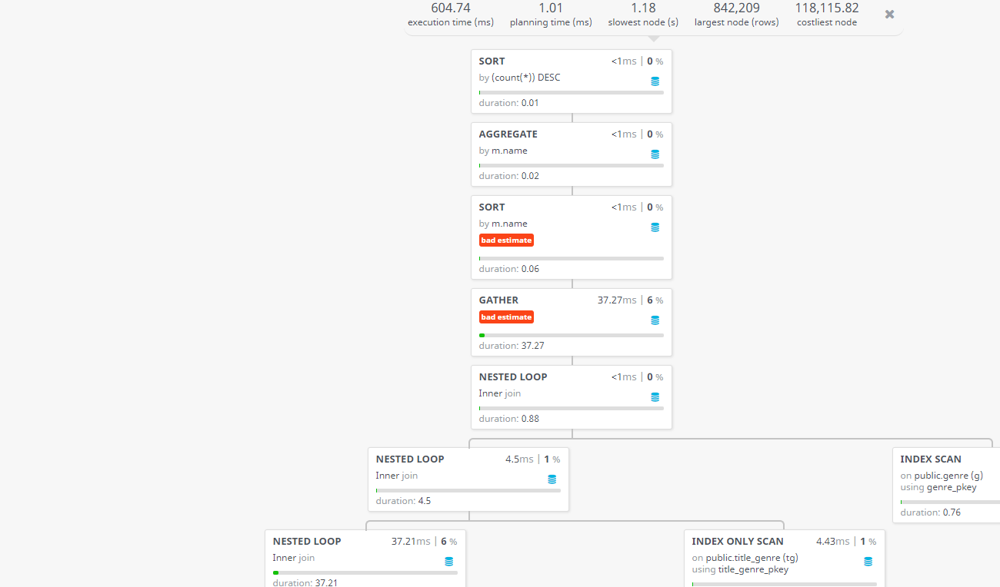 604.74 1.01 1.18 842,209 118,115.82
execution time (ms) planning time (ms) slowest node (s) largest node (rows) costliest node
SORT <1ms | 0 %
by (count(*)) DESC
duration: 0.01
AGGREGATE <1ms | 0 %
by m.name
duration: 0.02
SORT <1ms | 0 %
by m.name
bad estimate
duration: 0.06
GATHER 37.27ms | 6 %
bad estimate
duration: 37.27
NESTED LOOP <1ms | 0 %
Inner join
duration: 0.88
NESTED LOOP 4.5ms | 1 %
Inner join
duration: 4.5
INDEX SCAN
on public.genre (g)
using genre_pkey
duration: 0.76
NESTED LOOP 37.21ms | 6 %
Inner join
duration: 37.21
INDEX ONLY SCAN 4.43ms | 1 %
on public.title_genre (tg)
using title_genre_pkey